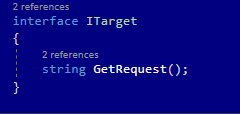 2 references
interface ITarget
{
2 references
string GetRequest();
}